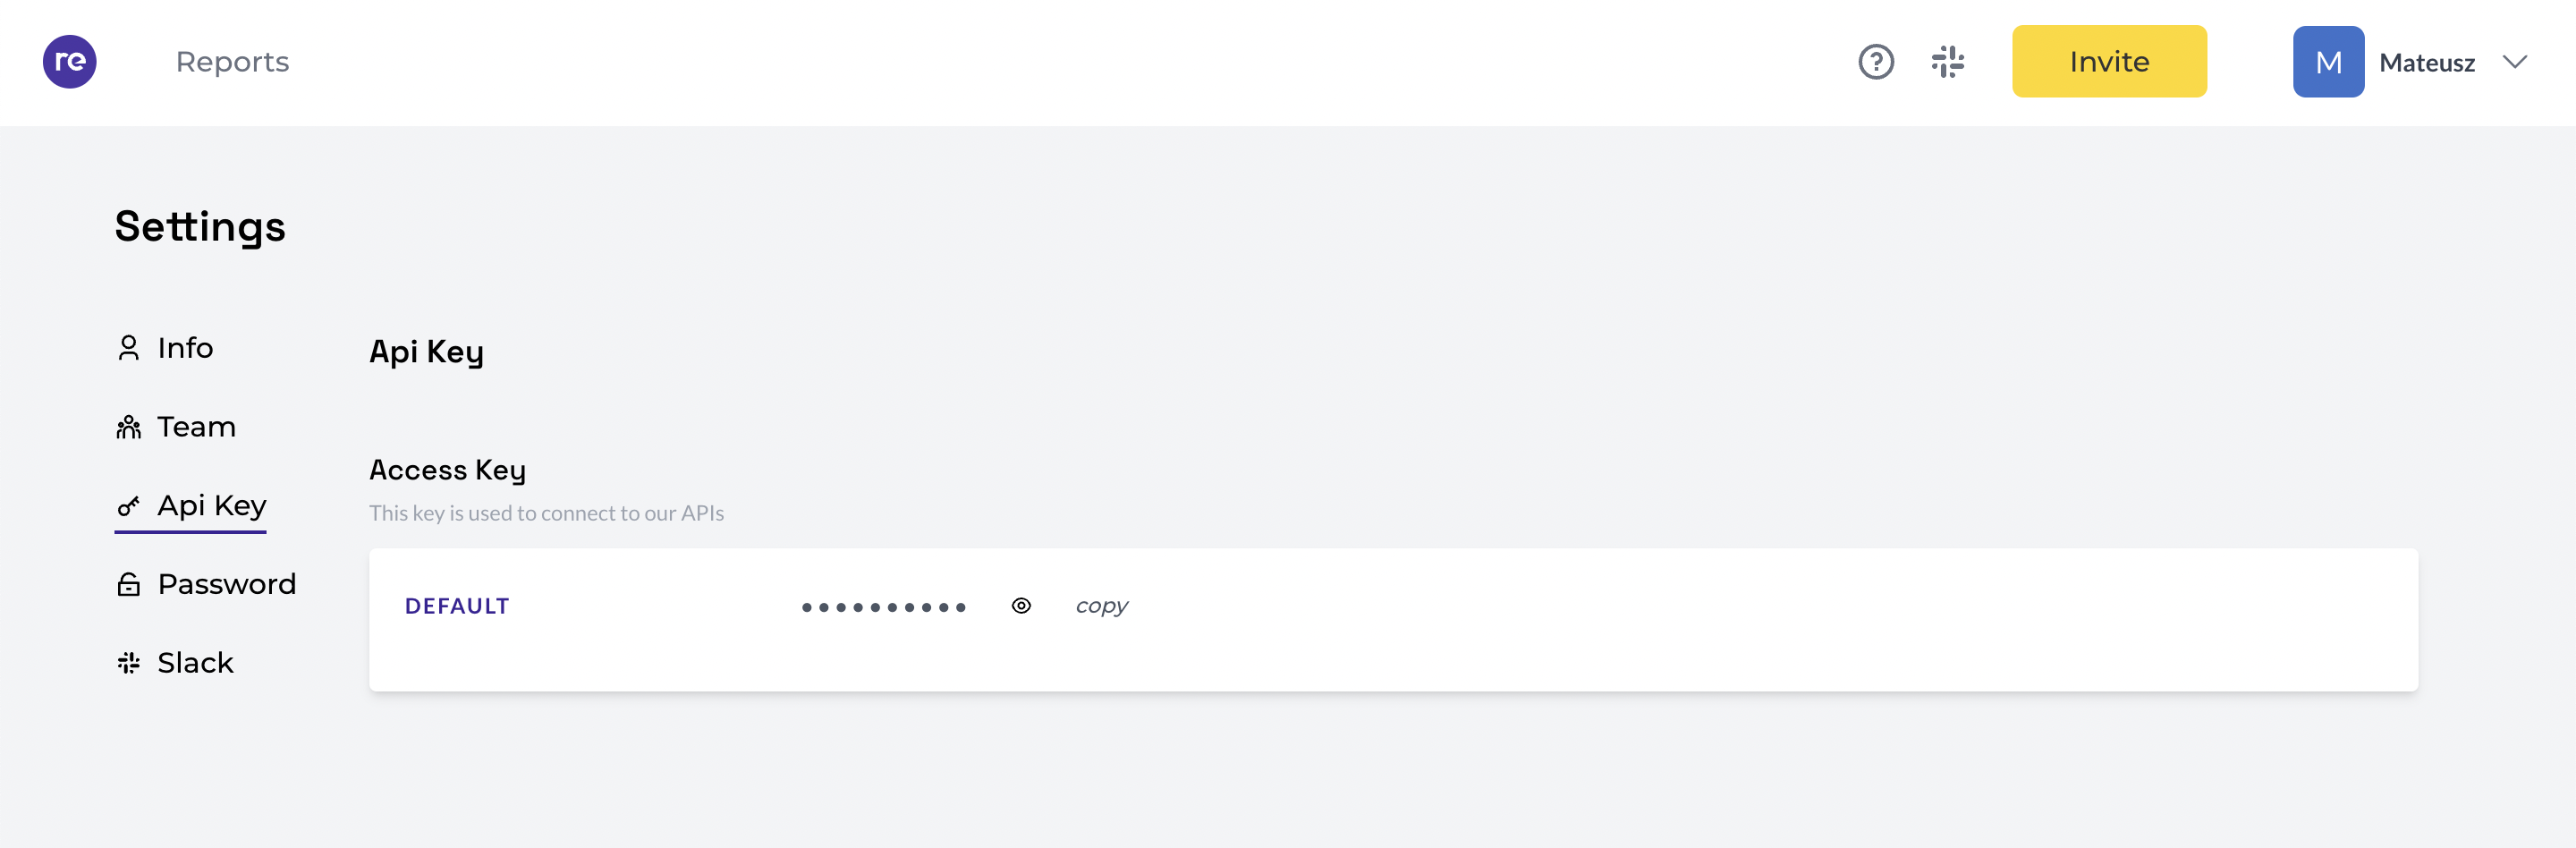 re
Reports
?
Invite
M
Mateusz
Settings
Info
Team
Api Key
Password
Slack
Api Key
Access Key
This key is used to connect to our APIs
DEFAULT
••••••••••
copy